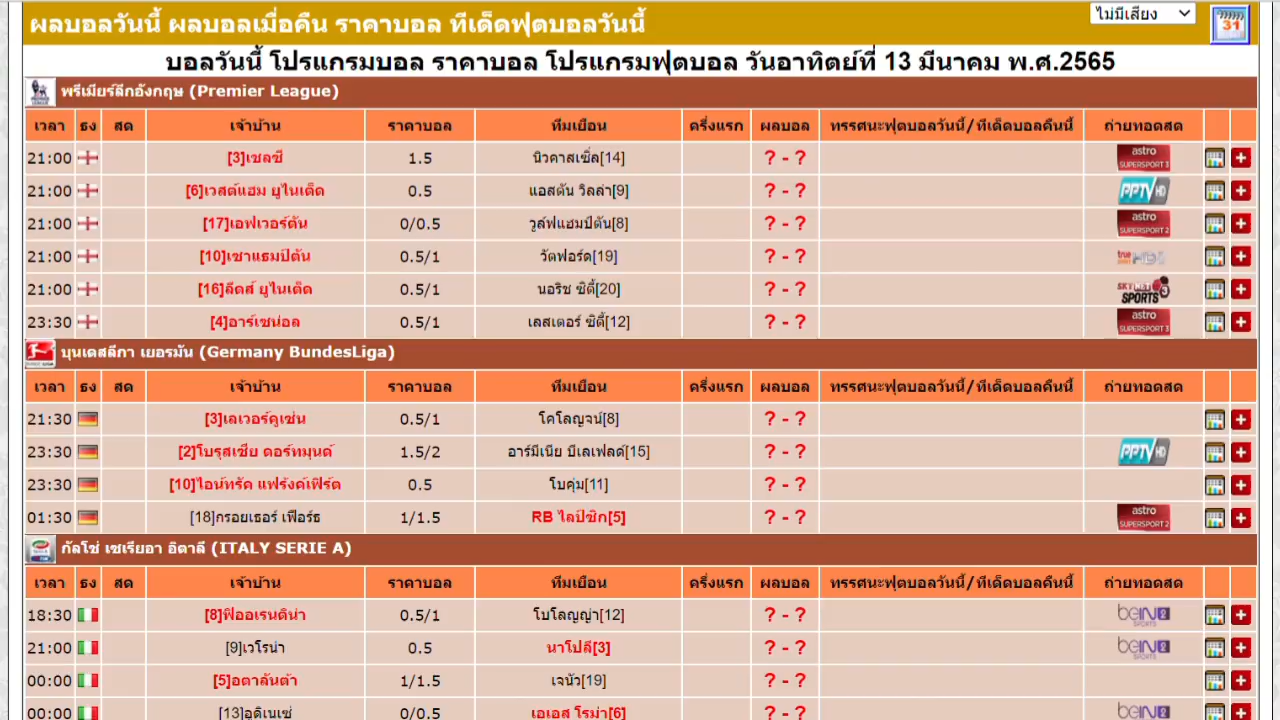 ผลบอลวันนี้ ผลบอลเมื่อคืน ราคาบอล ทีเด็ดฟุตบอลวันนี้ ไม่มีเสียง 31
บอลวันนี้ โปรแกรมบอล ราคาบอล โปรแกรมฟุตบอล วันอาทิตย์ที่ 13 มีนาคม พ.ศ.2565
พรีเมียร์ลีกอังกฤษ (Premier League)
เวลา ธง สด เจ้าบ้าน ราคาบอล ทีมเยือน ครึ่งแรก ผลบอล ทรรศนะฟุตบอลวันนี้/ทีเด็ดบอลคืนนี้ ถ่ายทอดสด
21:00 [3]เชลซี 1.5 นิวคาสเซิ่ล[14] ? - ? astro SUPERSPORT 3
21:00 [6]เวสต์แฮม ยูไนเต็ด 0.5 แอสตัน วิลล่า[9] ? - ? PPTV HD
21:00 [17]เอฟเวอร์ตัน 0/0.5 วูล์ฟแฮมป์ตัน[8] ? - ? astro SUPERSPORT 2
21:00 [10]เซาแธมป์ตัน 0.5/1 วัตฟอร์ด[19] ? - ? true
21:00 [16]ลีดส์ ยูไนเต็ด 0.5/1 นอริช ซิตี้[20] ? - ? SKY NET SPORTS 3
23:30 [4]อาร์เซน่อล 0.5/1 เลสเตอร์ ซิตี้[12] ? - ? astro SUPERSPORT 3
บุนเดสลีกา เยอรมัน (Germany BundesLiga)
เวลา ธง สด เจ้าบ้าน ราคาบอล ทีมเยือน ครึ่งแรก ผลบอล ทรรศนะฟุตบอลวันนี้/ทีเด็ดบอลคืนนี้ ถ่ายทอดสด
21:30 [3]เลเวอร์คูเซ่น 0.5/1 โคโลญจน์[8] ? - ?
23:30 [2]โบรุสเซีย ดอร์ทมุนด์ 1.5/2 อาร์มีเนีย บีเลเฟลด์[15] ? - ? PPTV HD
23:30 [10]ไอน์ทรัค แฟร้งค์เฟิร์ต 0.5 โบคุ่ม[11] ? - ?
01:30 [18]กรอยเธอร์ เฟือร์ธ 1/1.5 RB ไลป์ซิก[5] ? - ? astro SUPERSPORT 2
กัลโช่ เซเรียอา อิตาลี (ITALY SERIE A)
เวลา ธง สด เจ้าบ้าน ราคาบอล ทีมเยือน ครึ่งแรก ผลบอล ทรรศนะฟุตบอลวันนี้/ทีเด็ดบอลคืนนี้ ถ่ายทอดสด
18:30 [8]ฟิออเรนติน่า 0.5/1 โบโลญญ่า[12] ? - ? beIN SPORTS 2
21:00 [9]เวโรน่า 0.5 นาโปลี[3] ? - ? beIN SPORTS 2
00:00 [5]อตาลันต้า 1/1.5 เจนัว[19] ? - ?
00:00 [13]อูดิเนเซ่ 0/0.5 เอเอส โรม่า[6] ? - ? beIN 2